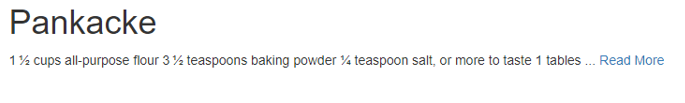 Pankacke
1 ½ cups all-purpose flour 3 ½ teaspoons baking powder ¼ teaspoon salt, or more to taste 1 tables ... Read More